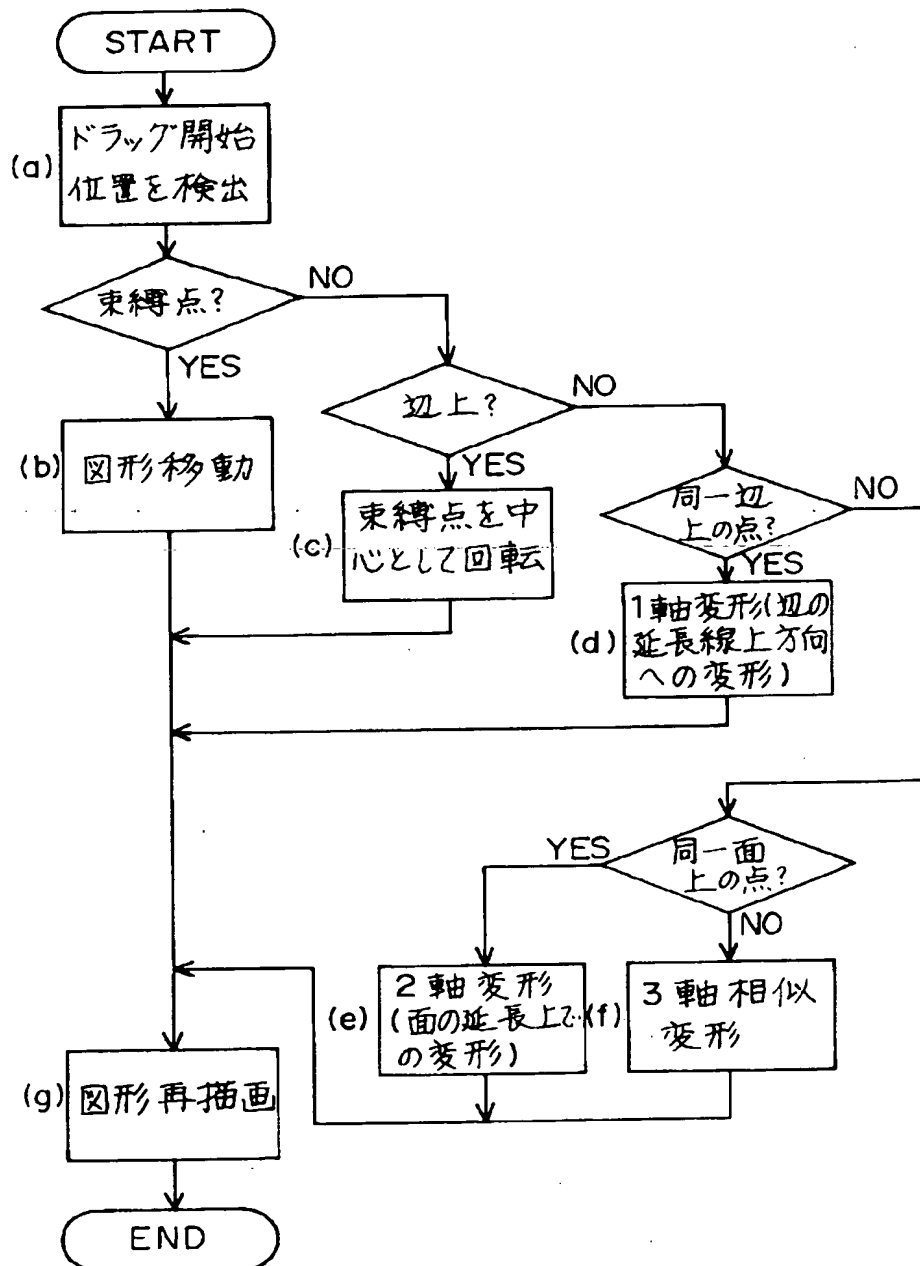 START
(a)
ドラッグ開始
位置を検出
束縛点?
NO
YES
(b)
図形移動
辺上?
NO
YES
(c)
束縛点を中
心として回転
同一辺
上の点?
NO
YES
(d)
1軸変形(辺の
延長線上方向
への変形)
同一面
上の点?
YES
NO
(e)
2軸変形
(面の延長上で
の変形)
(f)
3軸相似
変形
(g)
図形再描画
END